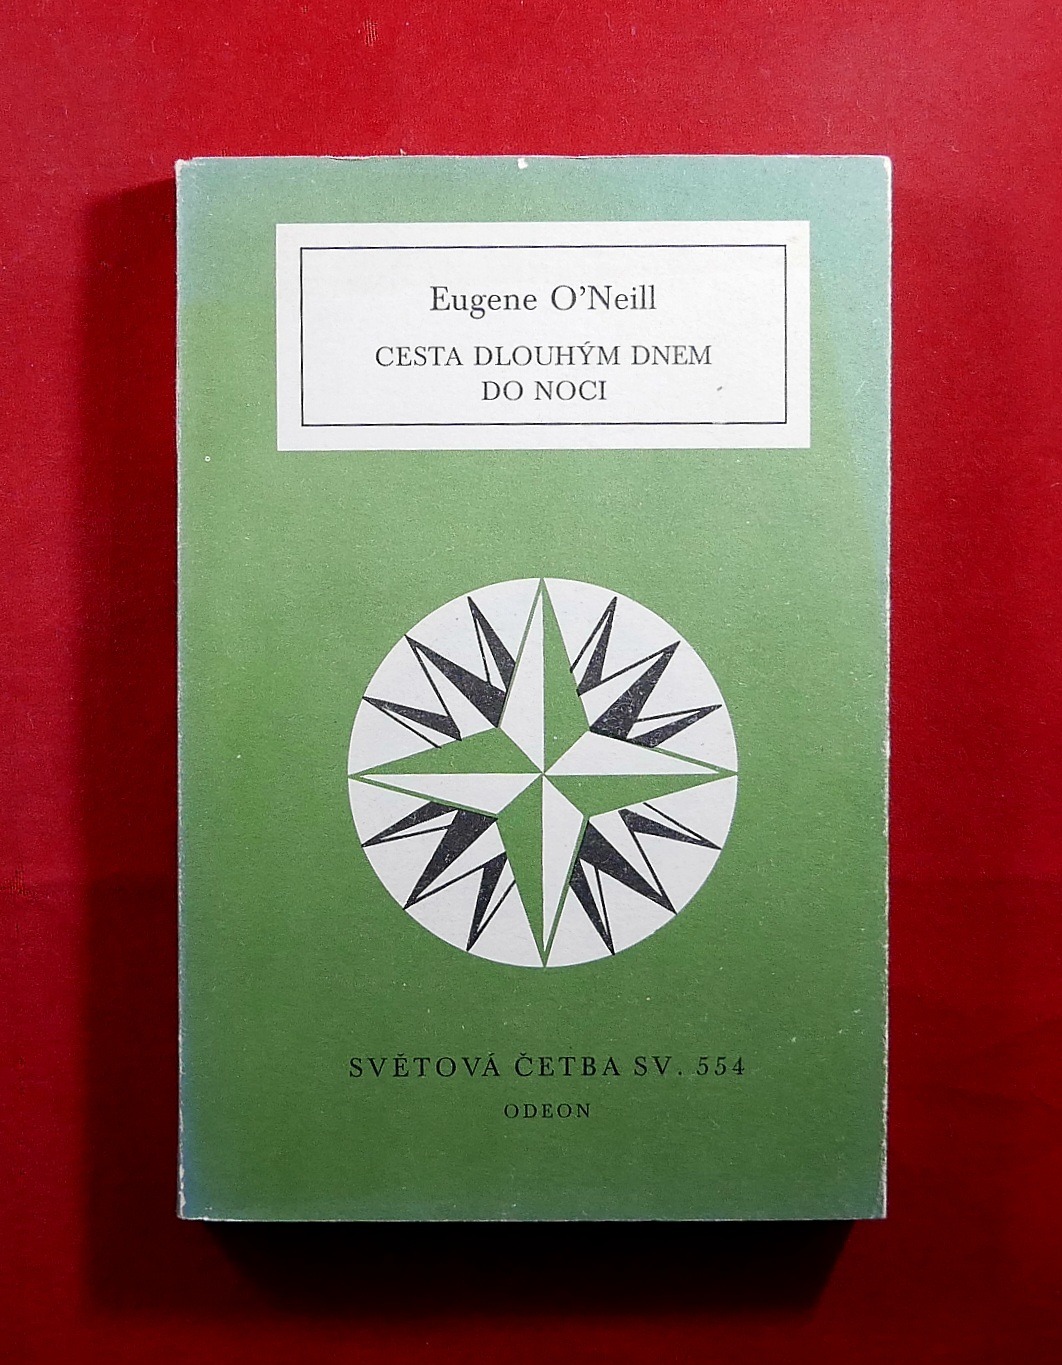 Eugene O’Neill
CESTA DLOUHÝM DNEM
DO NOCI
SVĚTOVÁ ČETBA SV. 554
ODEON